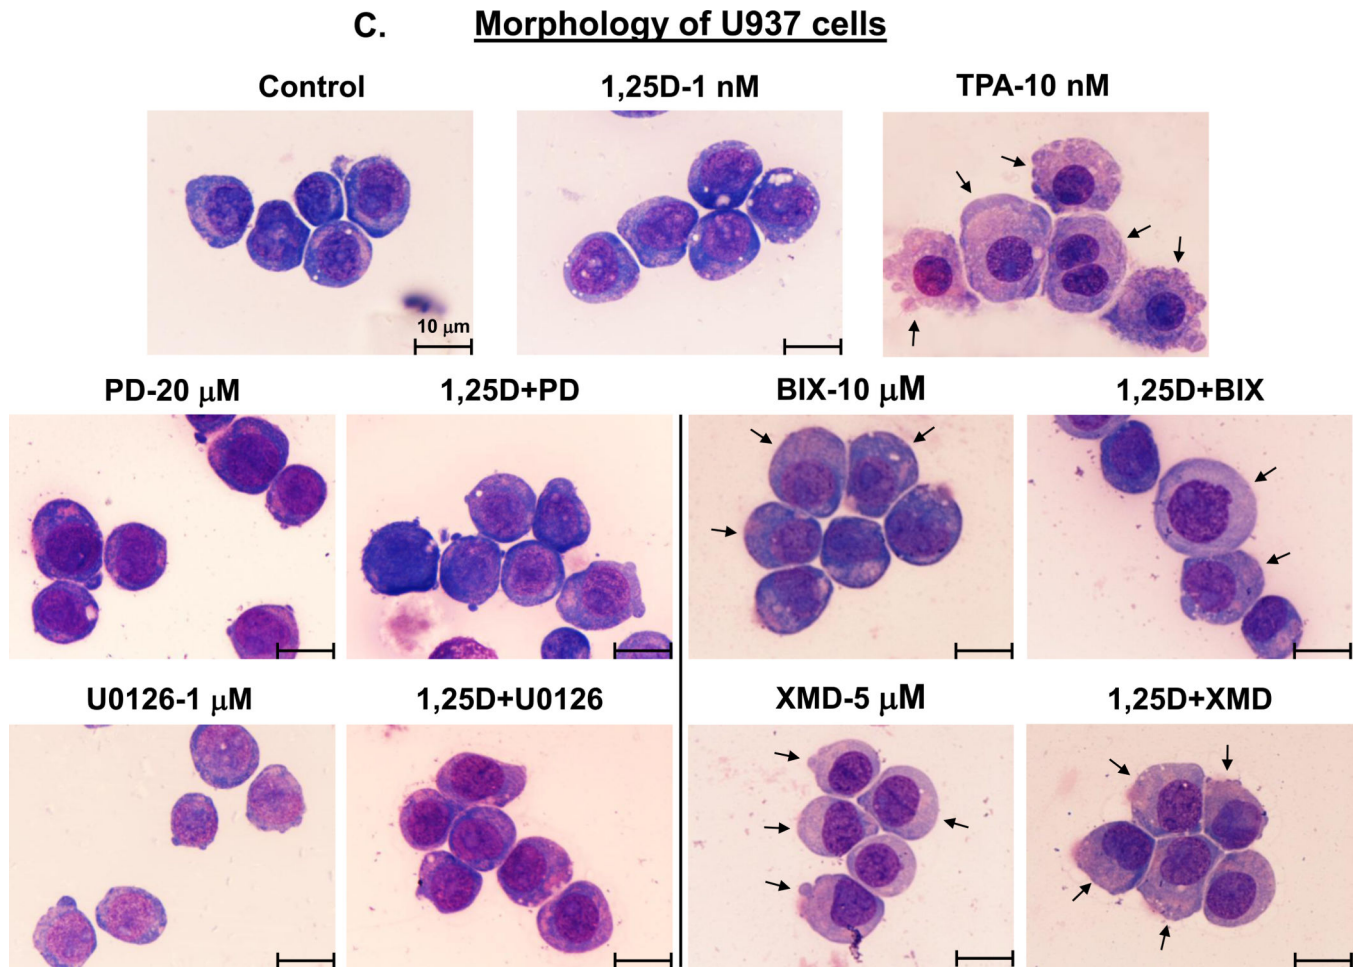 C. Morphology of U937 cells
Control 1,25D-1 nM TPA-10 nM
10 μm
PD-20 μM 1,25D+PD BIX-10 μM 1,25D+BIX
U0126-1 μM 1,25D+U0126 XMD-5 μM 1,25D+XMD